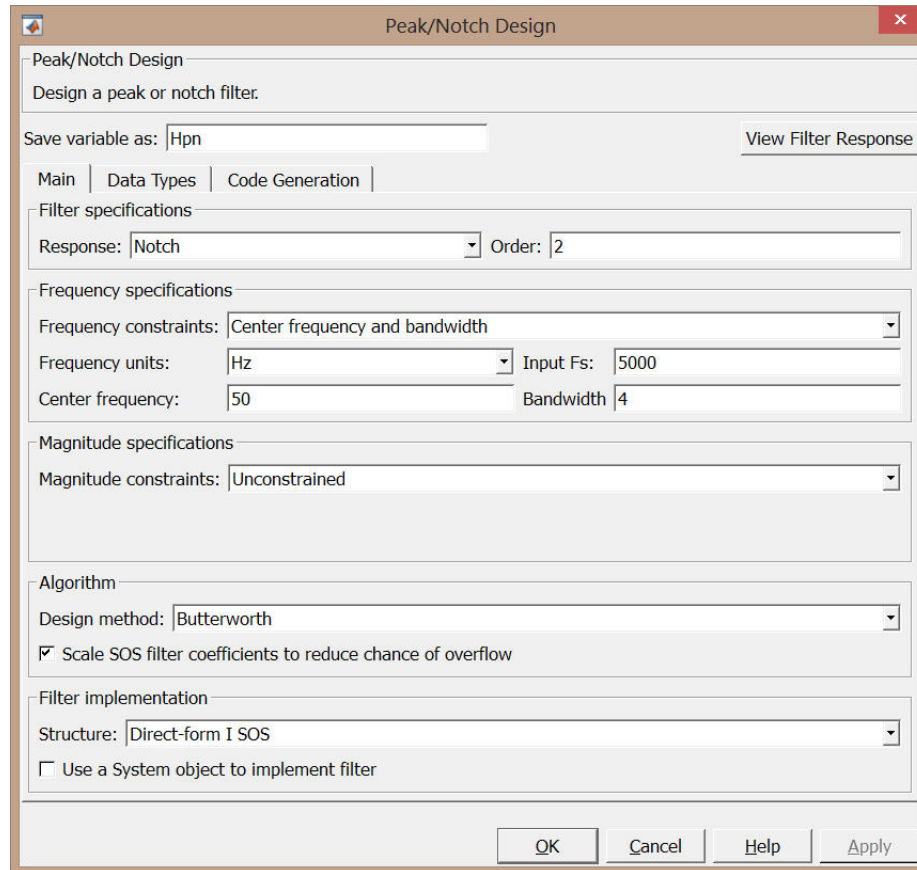 Peak/Notch Design
Peak/Notch Design
Design a peak or notch filter.
Save variable as: Hpn View Filter Response
Main Data Types Code Generation
Filter specifications
Response: Notch Order: 2
Frequency specifications
Frequency constraints: Center frequency and bandwidth
Frequency units: Hz Input Fs: 5000
Center frequency: 50 Bandwidth 4
Magnitude specifications
Magnitude constraints: Unconstrained
Algorithm
Design method: Butterworth
Scale SOS filter coefficients to reduce chance of overflow
Filter implementation
Structure: Direct-form I SOS
Use a System object to implement filter
OK Cancel Help Apply